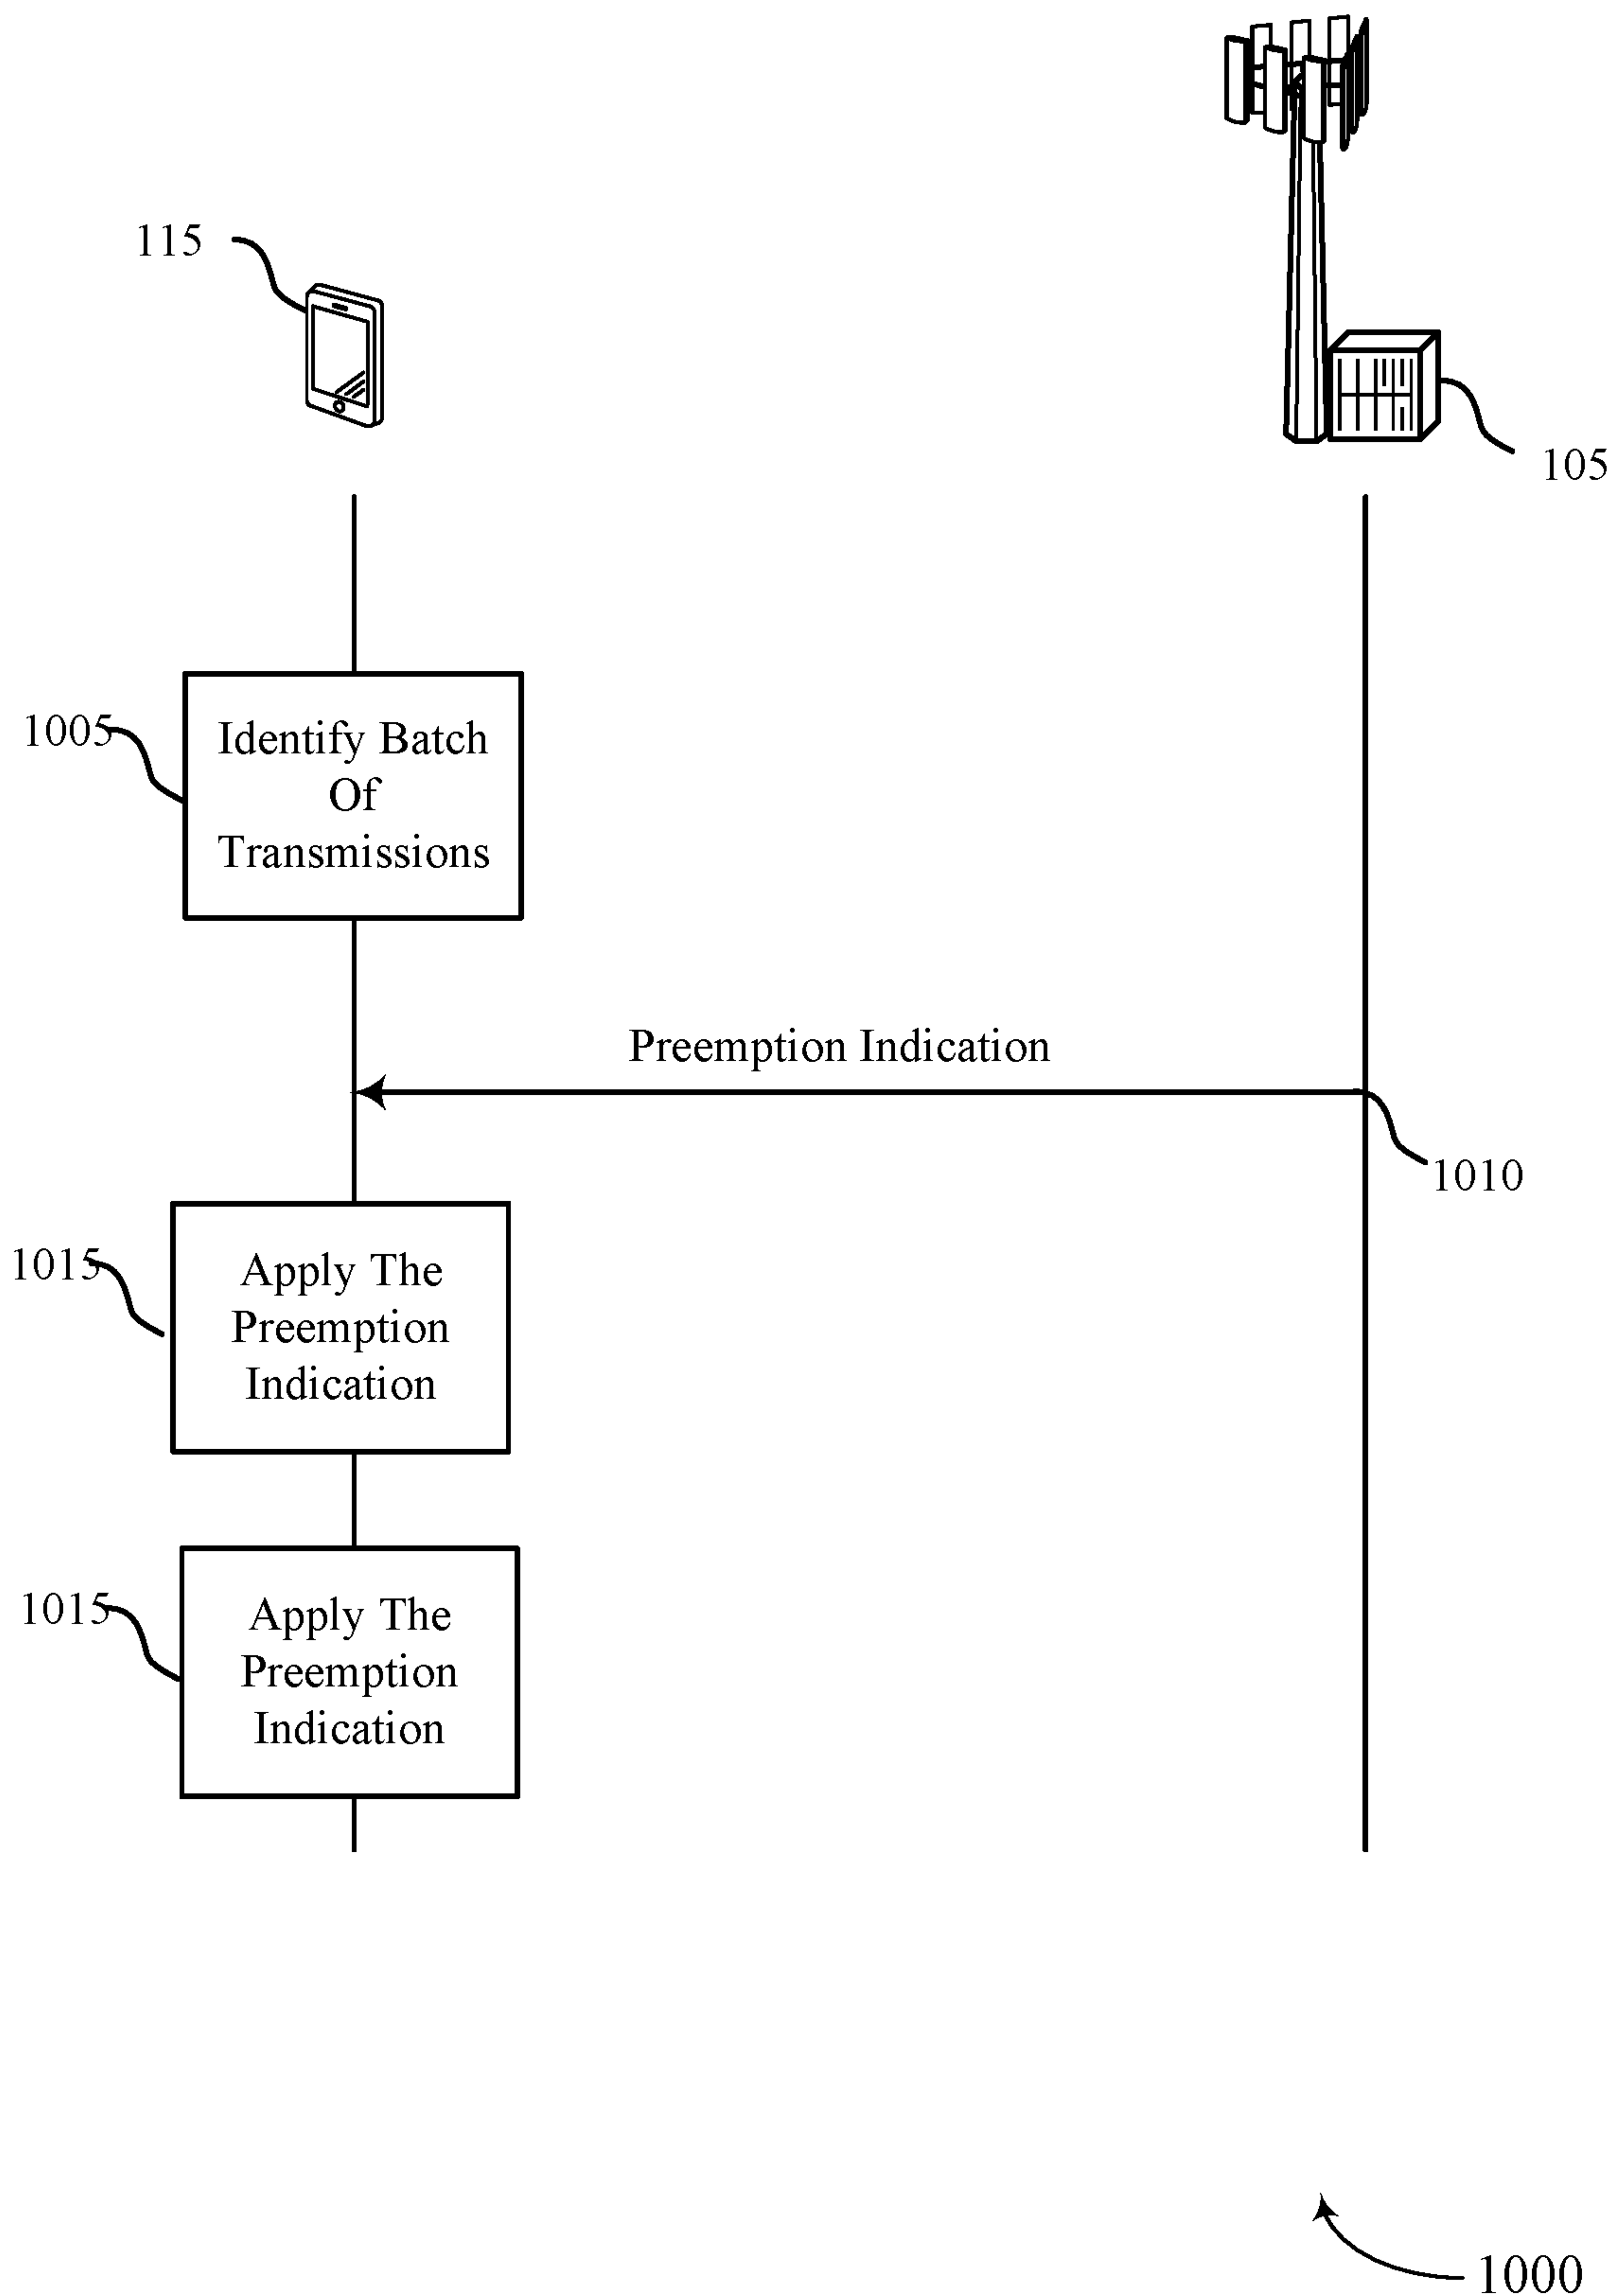 115
105
1005
Identify Batch
Of
Transmissions
Preemption Indication
1010
1015
Apply The
Preemption
Indication
1015
Apply The
Preemption
Indication
1000